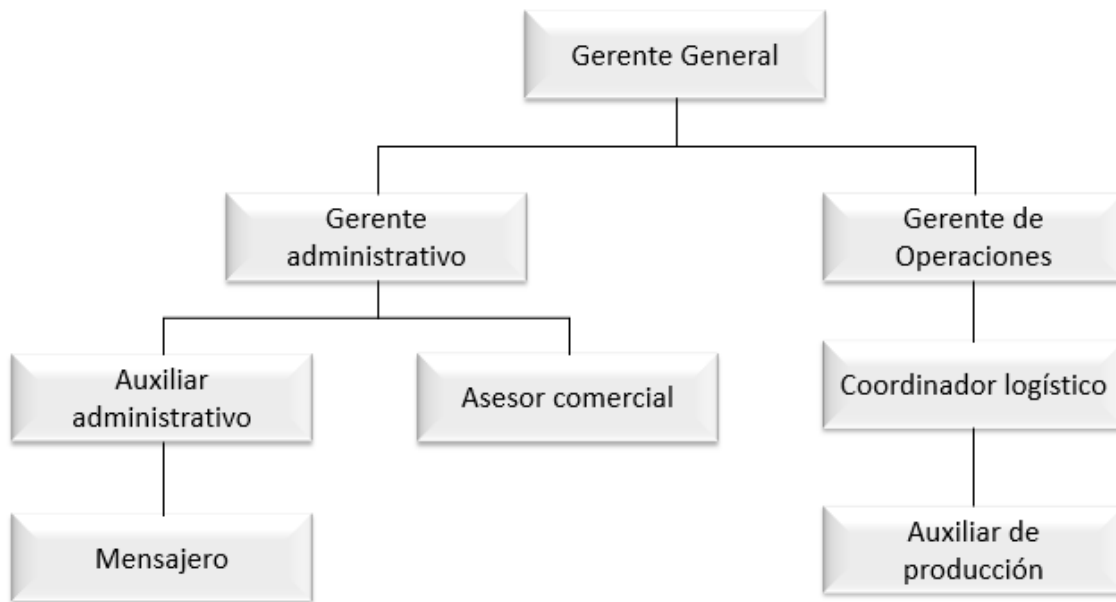 Gerente General
Gerente
administrativo
Gerente de
Operaciones
Auxiliar
administrativo
Asesor comercial
Coordinador logístico
Mensajero
Auxiliar de
producción